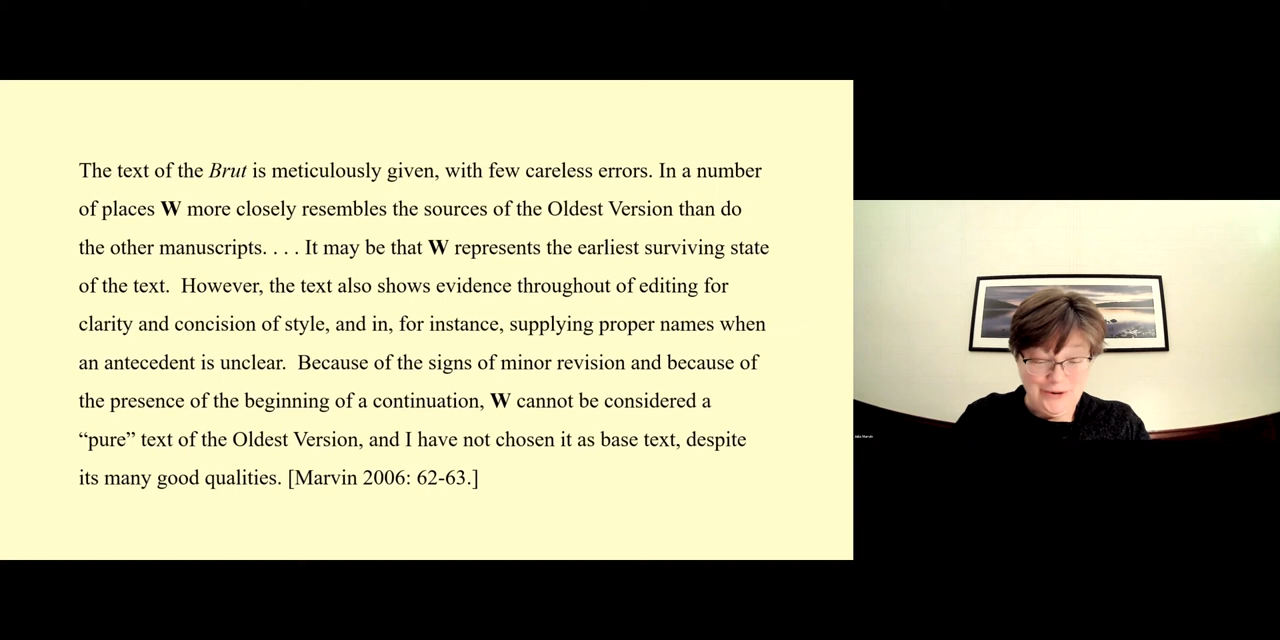 The text of the Brut is meticulously given, with few careless errors. In a number
of places W more closely resembles the sources of the Oldest Version than do
the other manuscripts. . . . It may be that W represents the earliest surviving state
of the text.  However, the text also shows evidence throughout of editing for
clarity and concision of style, and in, for instance, supplying proper names when
an antecedent is unclear.  Because of the signs of minor revision and because of
the presence of the beginning of a continuation, W cannot be considered a
“pure” text of the Oldest Version, and I have not chosen it as base text, despite
its many good qualities. [Marvin 2006: 62-63.]
Julia Marvin